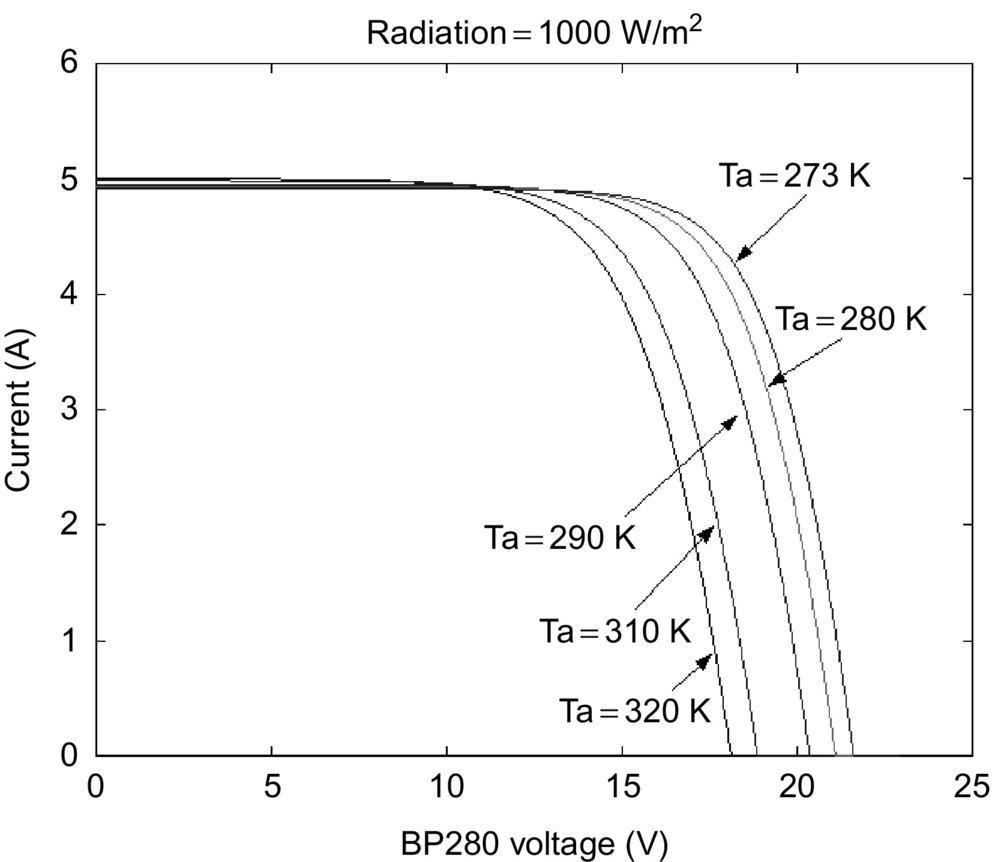 Radiation = 1000 W/m²
6
5
4
3
2
1
0
Current (A)
Ta = 273 K
Ta = 280 K
Ta = 290 K
Ta = 310 K
Ta = 320 K
0 5 10 15 20 25
BP280 voltage (V)